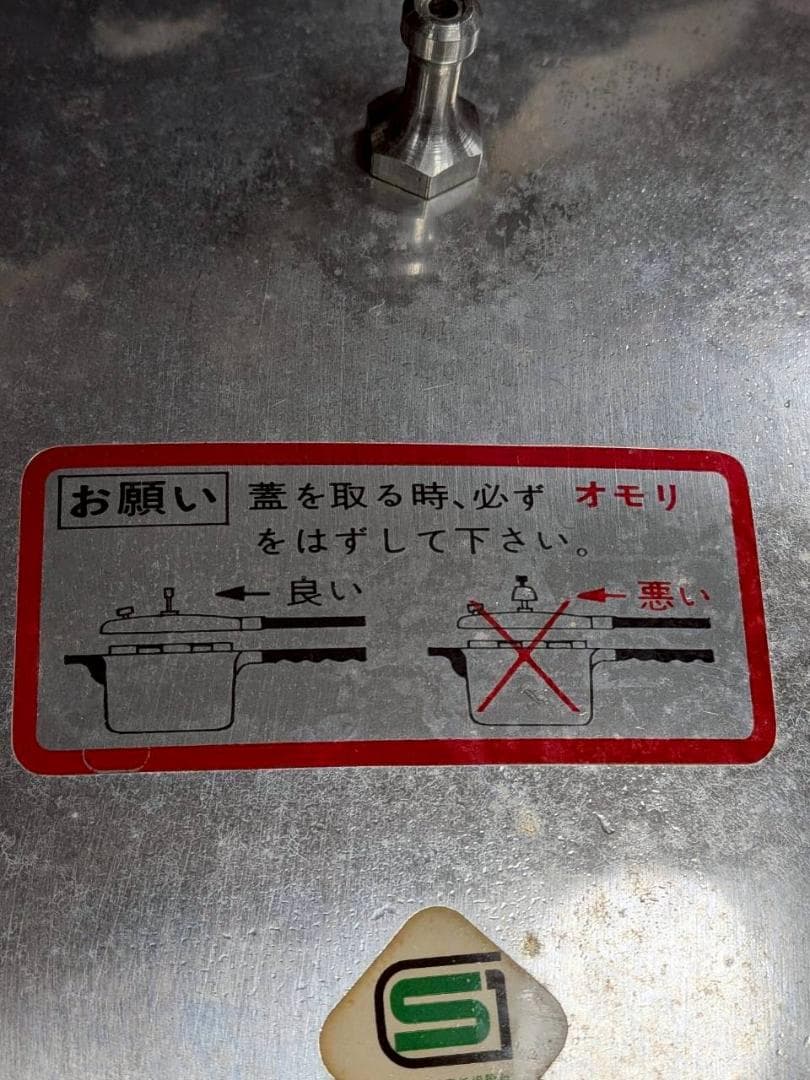 お願い 蓋を取る時、必ず オモリ
をはずして下さい。
良い 悪い
S